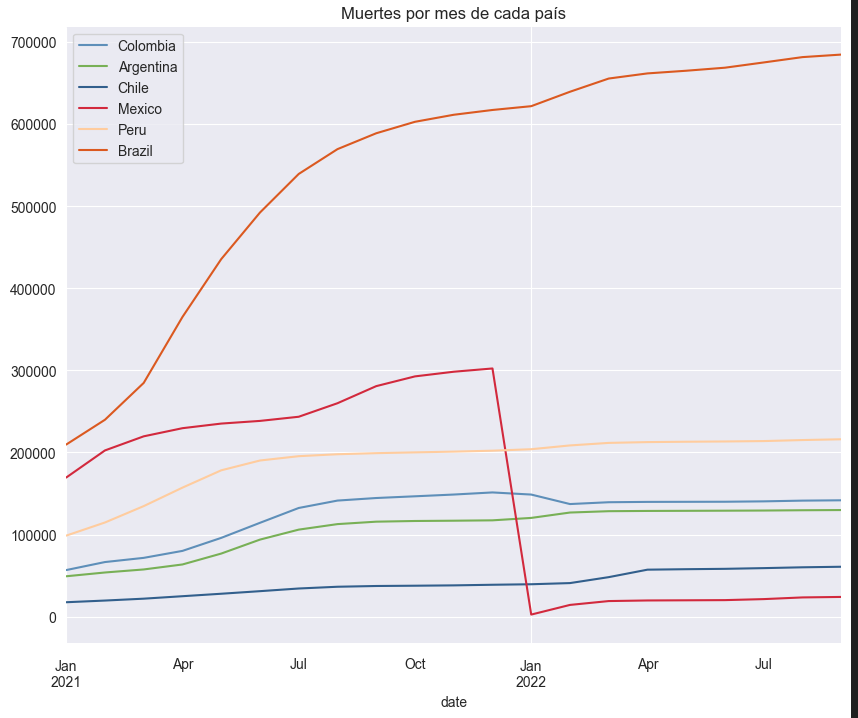 Muertes por mes de cada país
700000
600000
500000
400000
300000
200000
100000
0
Colombia
Argentina
Chile
Mexico
Peru
Brazil
Jan
2021
Apr
Jul
Oct
Jan
2022
Apr
Jul
date